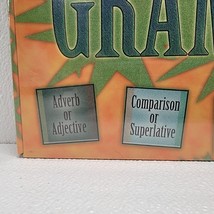 GRAM
Adverb
or
Adjective
Comparison
or
Superlative